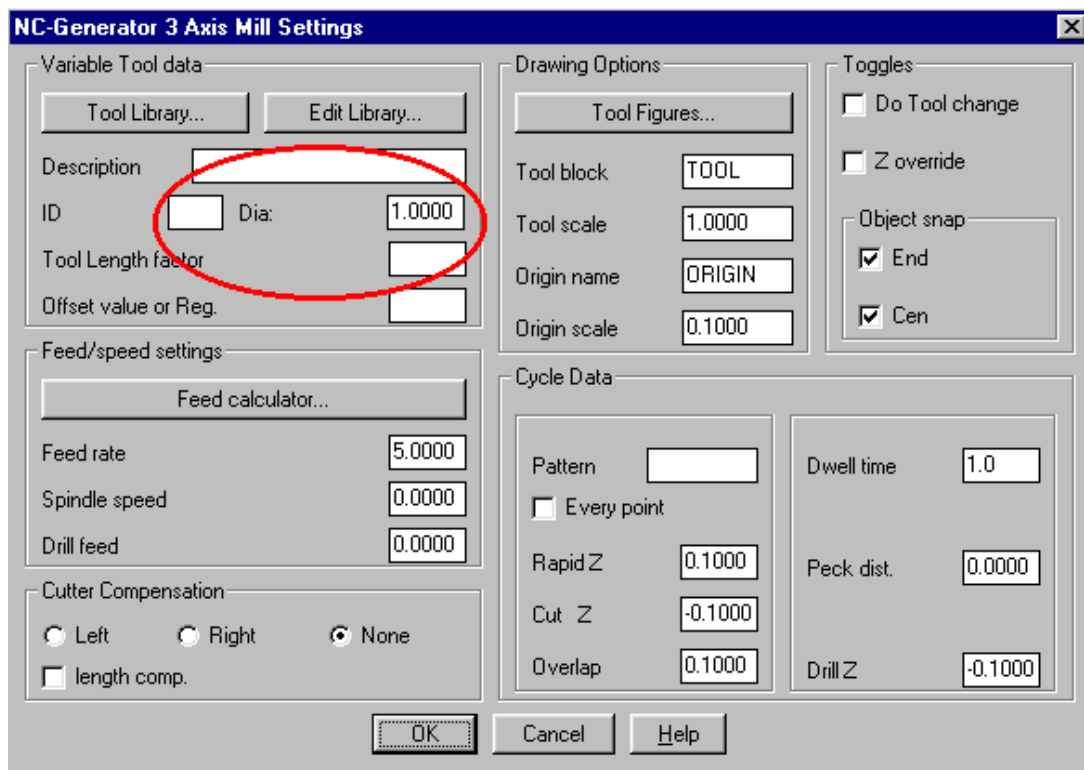 NC-Generator 3 Axis Mill Settings
Variable Tool data
Tool Library...
Edit Library...
Description
ID
Dia:
1.0000
Tool Length factor
Offset value or Reg.
Feed/speed settings
Feed calculator...
Feed rate
5.0000
Spindle speed
0.0000
Drill feed
0.0000
Cutter Compensation
Left
Right
None
length comp.
Drawing Options
Tool Figures...
Tool block
TOOL
Tool scale
1.0000
Origin name
ORIGIN
Origin scale
0.1000
Toggles
Do Tool change
Z override
Object snap
End
Cen
Cycle Data
Pattern
Every point
Rapid Z
0.1000
Cut Z
-0.1000
Overlap
0.1000
Dwell time
1.0
Peck dist.
0.0000
Drill Z
-0.1000
OK
Cancel
Help